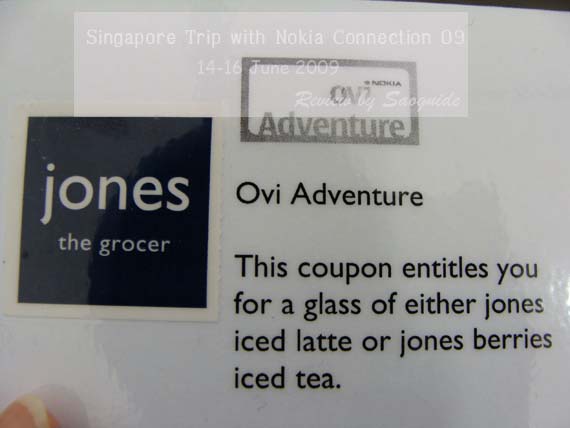 Singapore Trip with Nokia Connection 09
14-16 June 2009
Review by Saoguide
NOKIA
OVI
Adventure
jones
the grocer
Ovi Adventure
This coupon entitles you
for a glass of either jones
iced latte or jones berries
iced tea.